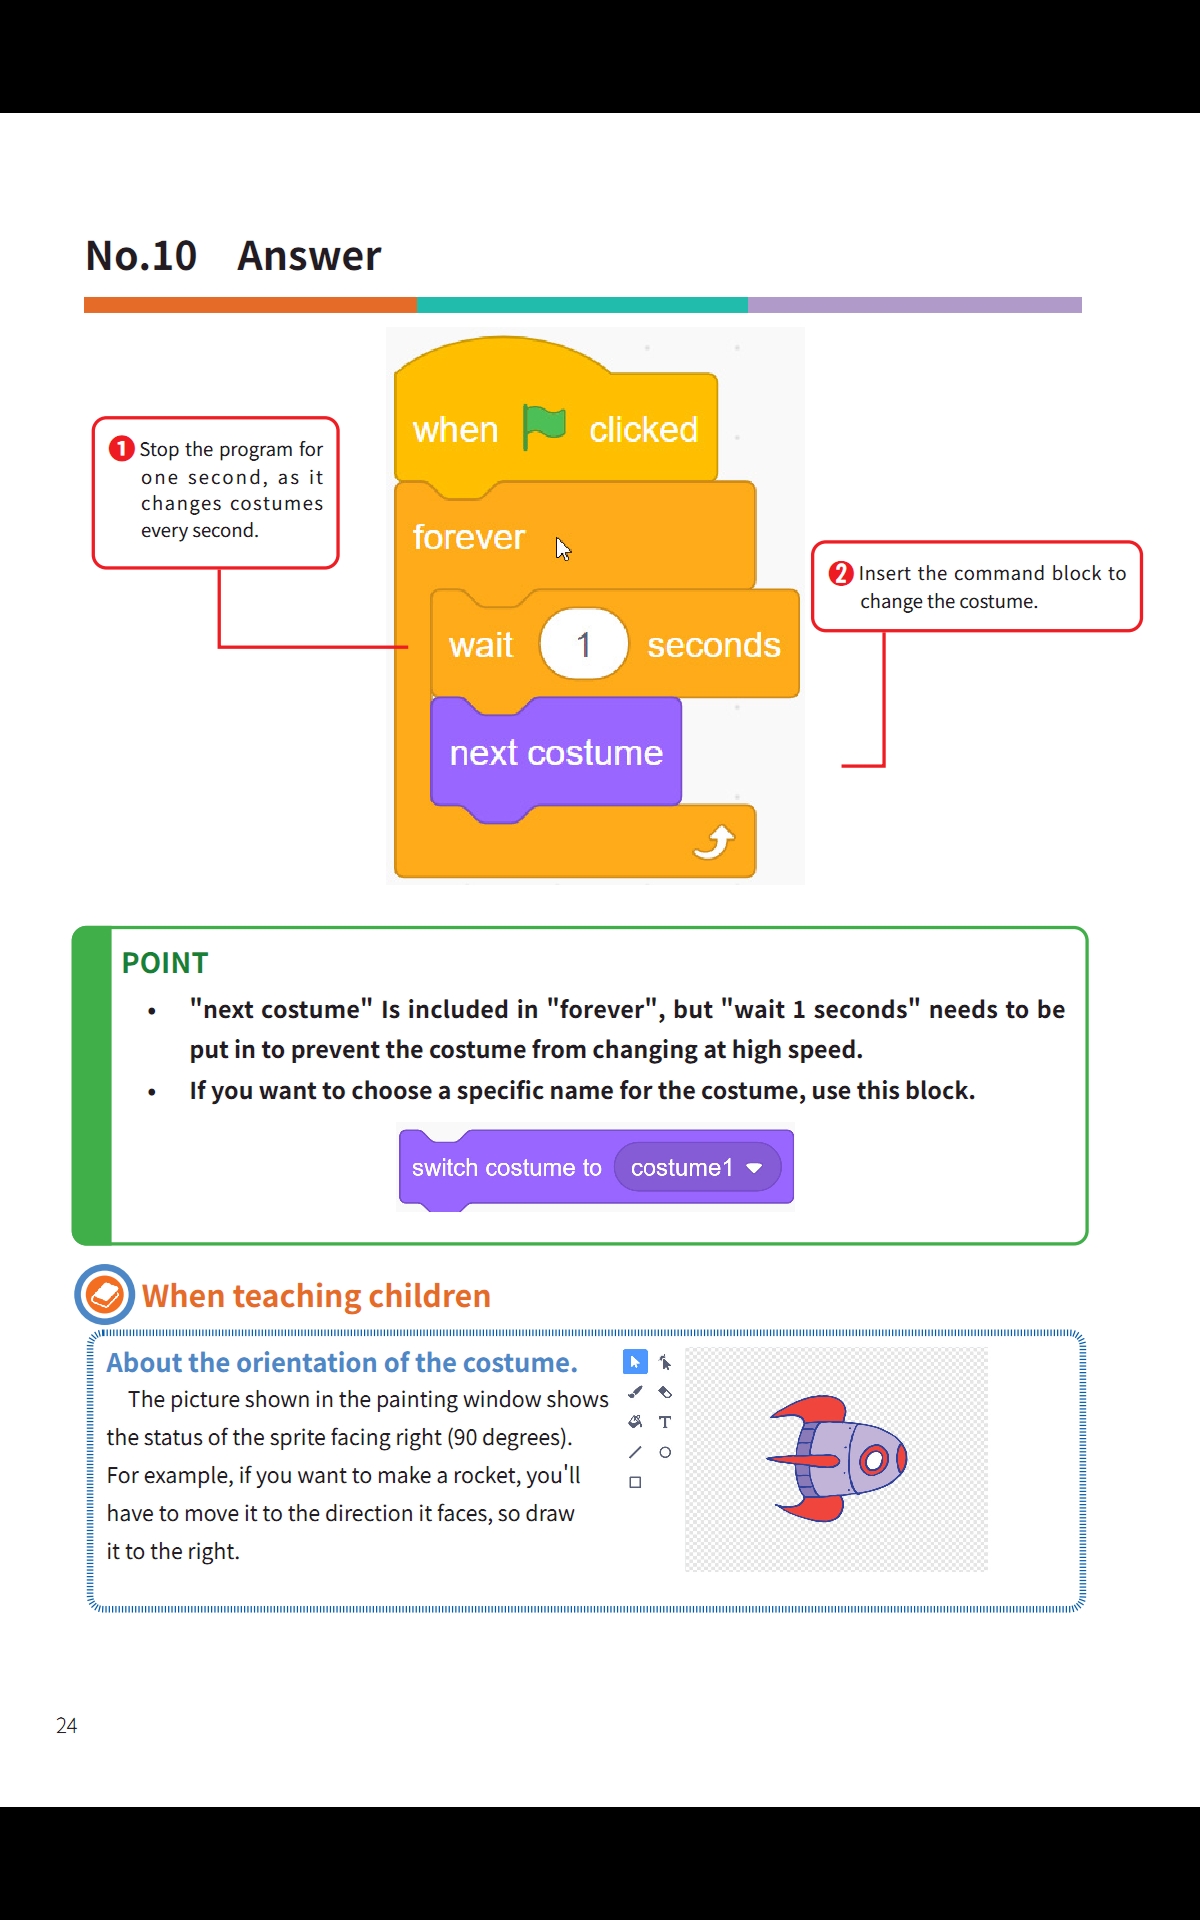 No.10 Answer
when clicked
forever
wait 1 seconds
next costume
1 Stop the program for
one second, as it
changes costumes
every second.
2 Insert the command block to
change the costume.
POINT
• "next costume" Is included in "forever", but "wait 1 seconds" needs to be
put in to prevent the costume from changing at high speed.
• If you want to choose a specific name for the costume, use this block.
switch costume to costume1
When teaching children
About the orientation of the costume.
The picture shown in the painting window shows
the status of the sprite facing right (90 degrees).
For example, if you want to make a rocket, you'll
have to move it to the direction it faces, so draw
it to the right.
T
24